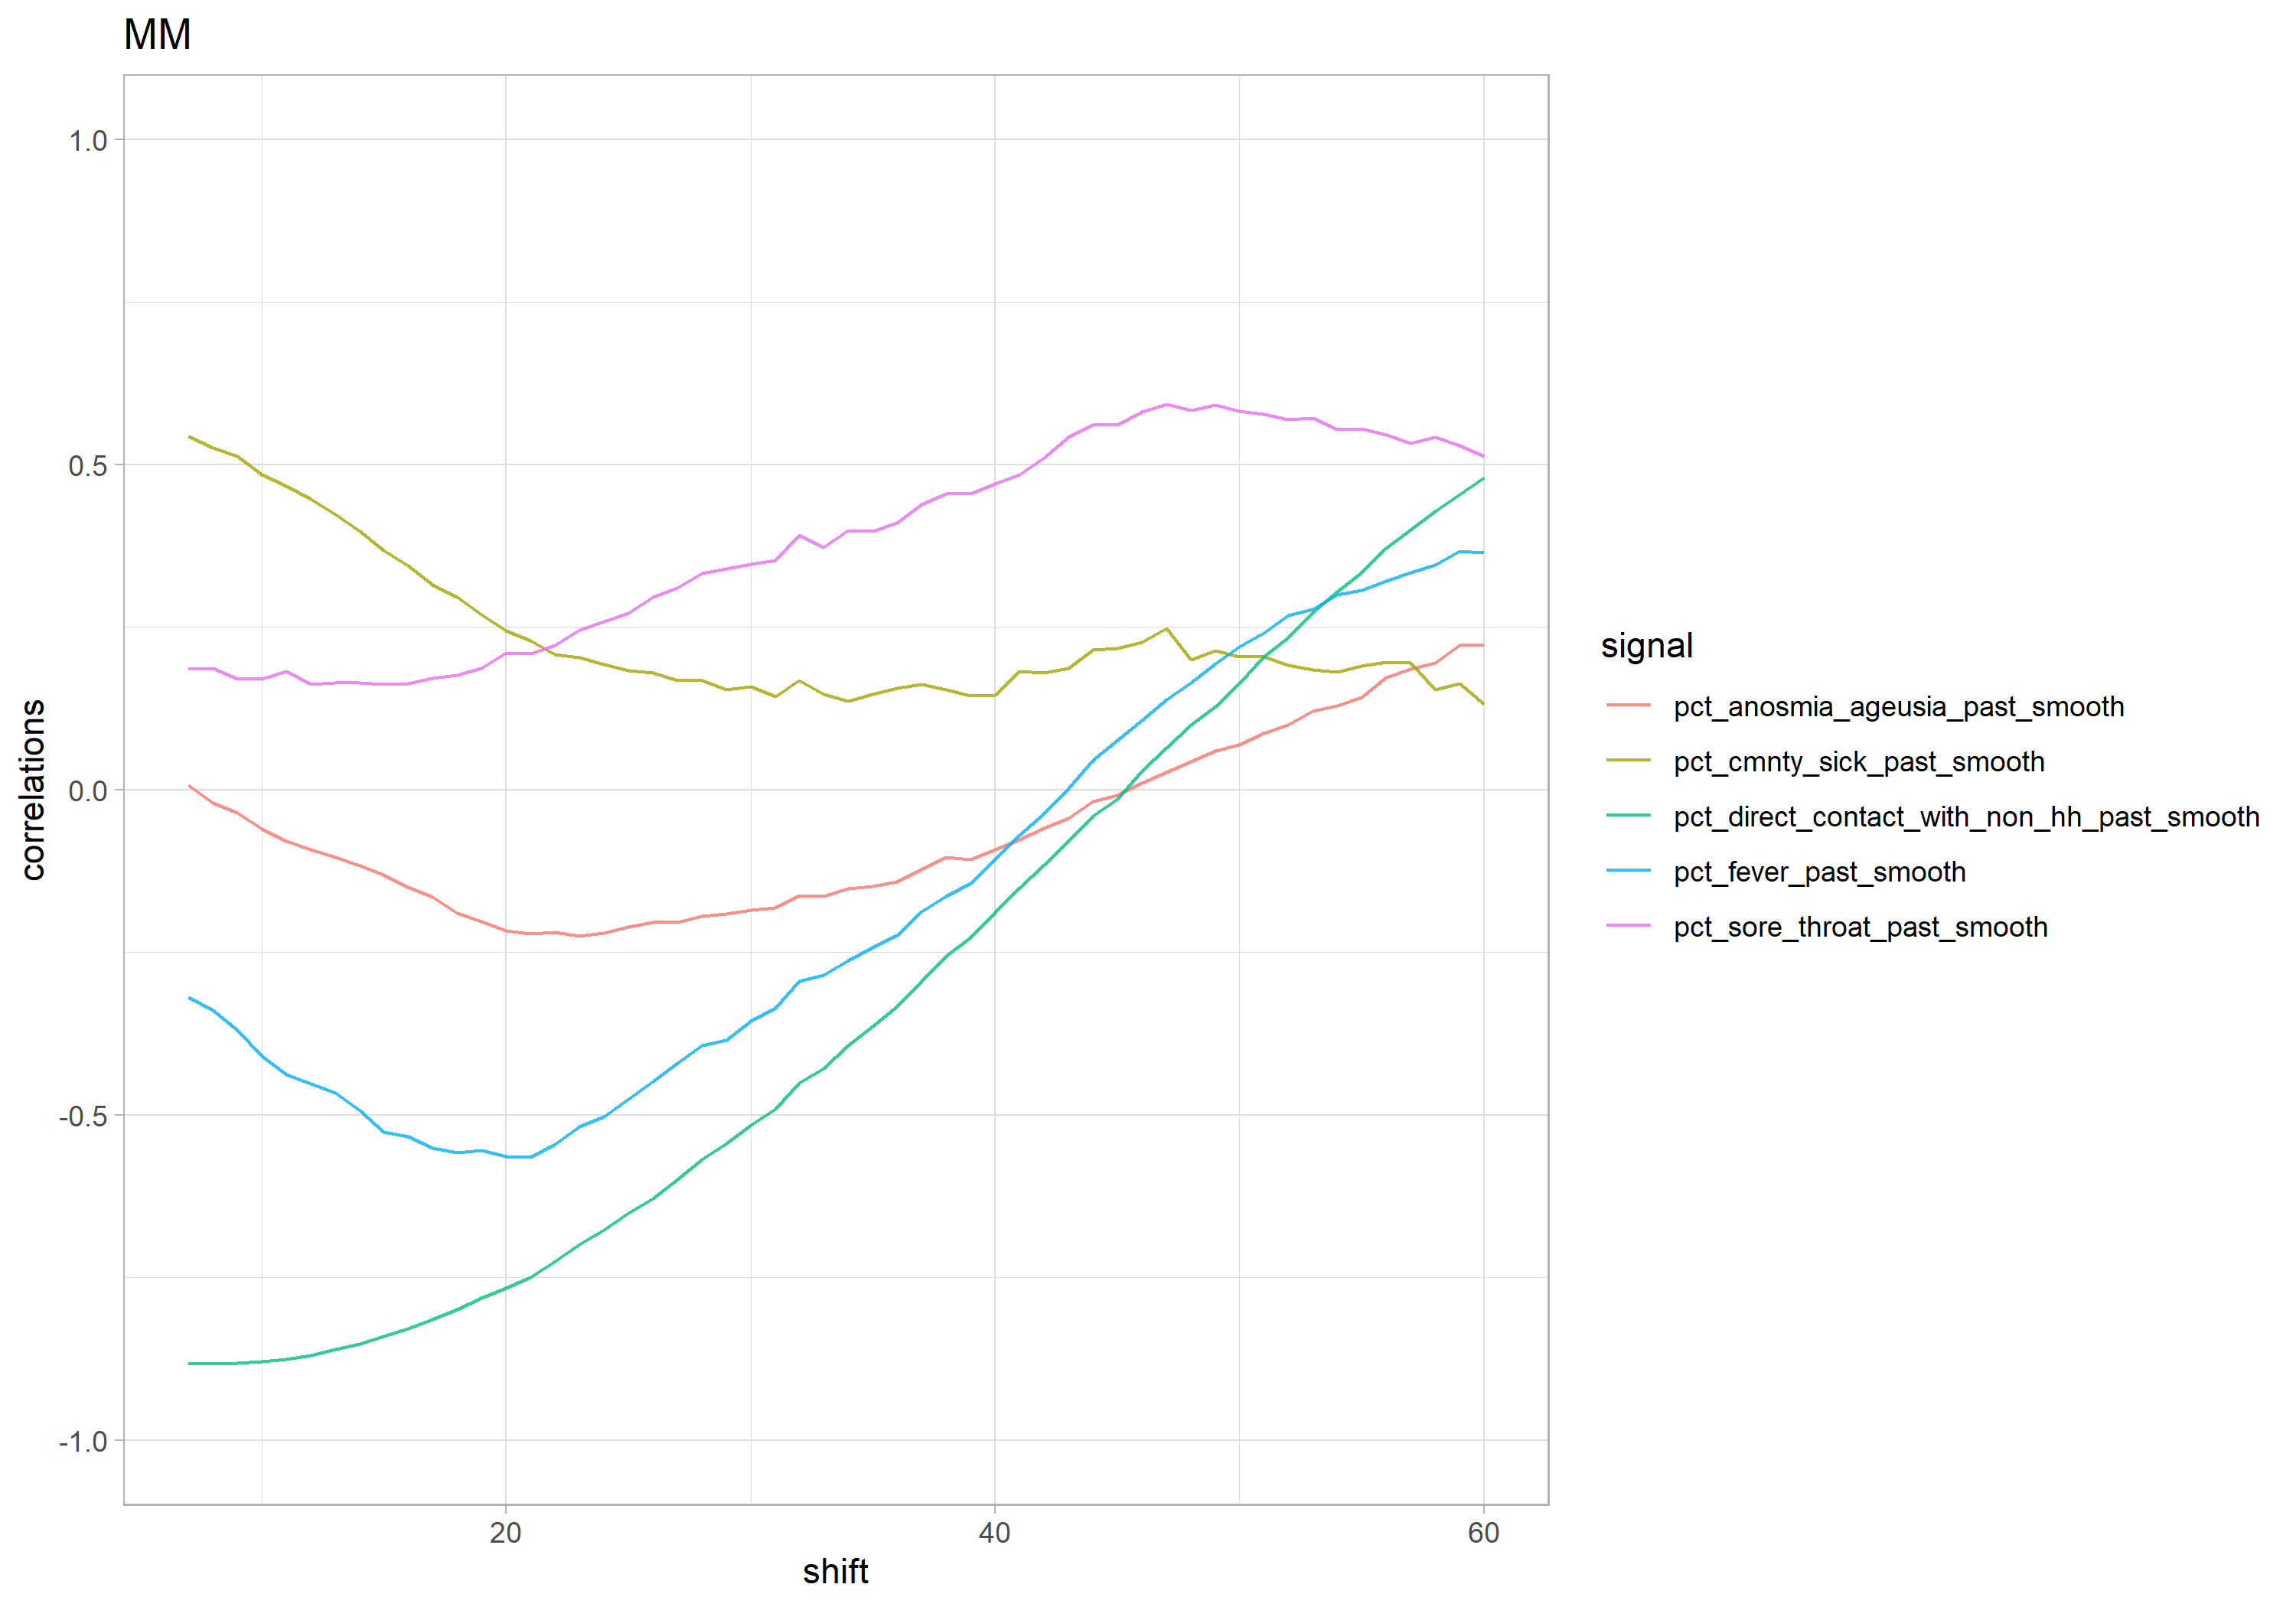 MM
1.0
0.5
0.0
-0.5
-1.0
correlations
20
40
60
shift
signal
pct_anosmia_ageusia_past_smooth
pct_cmnty_sick_past_smooth
pct_direct_contact_with_non_hh_past_smooth
pct_fever_past_smooth
pct_sore_throat_past_smooth